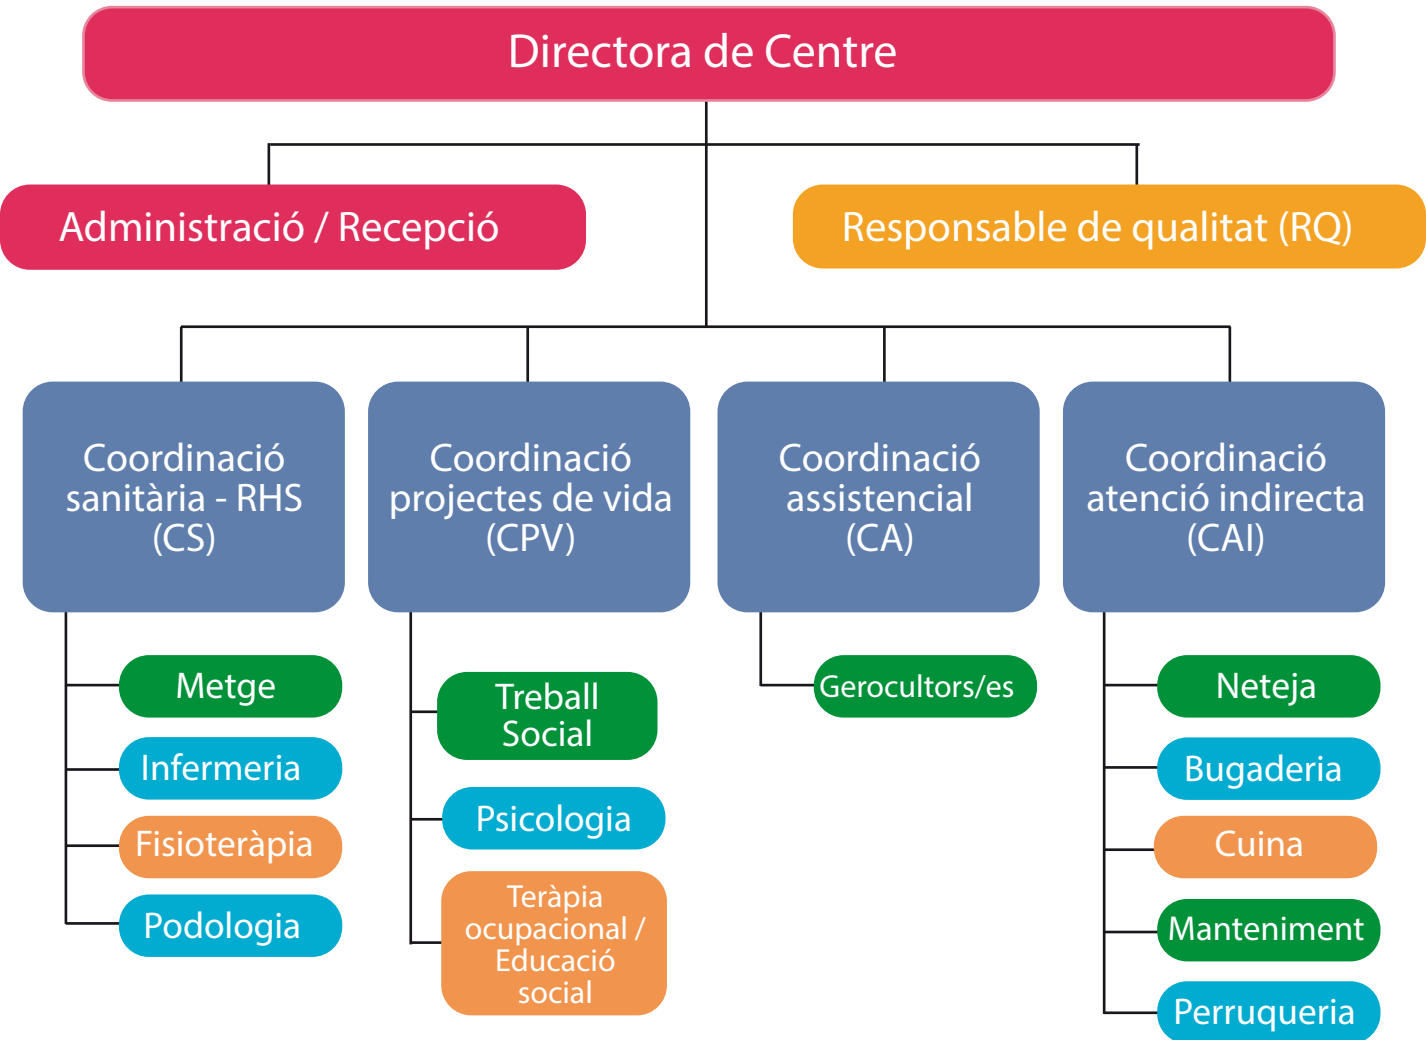 Directora de Centre
Administració / Recepció
Responsable de qualitat (RQ)
Coordinació
sanitària - RHS
(CS)
Coordinació
projectes de vida
(CPV)
Coordinació
assistencial
(CA)
Coordinació
atenció indirecta
(CAI)
Metge
Infermeria
Fisioteràpia
Podologia
Treball
Social
Psicologia
Teràpia
ocupacional /
Educació
social
Gerocultors/es
Neteja
Bugaderia
Cuina
Manteniment
Perruqueria